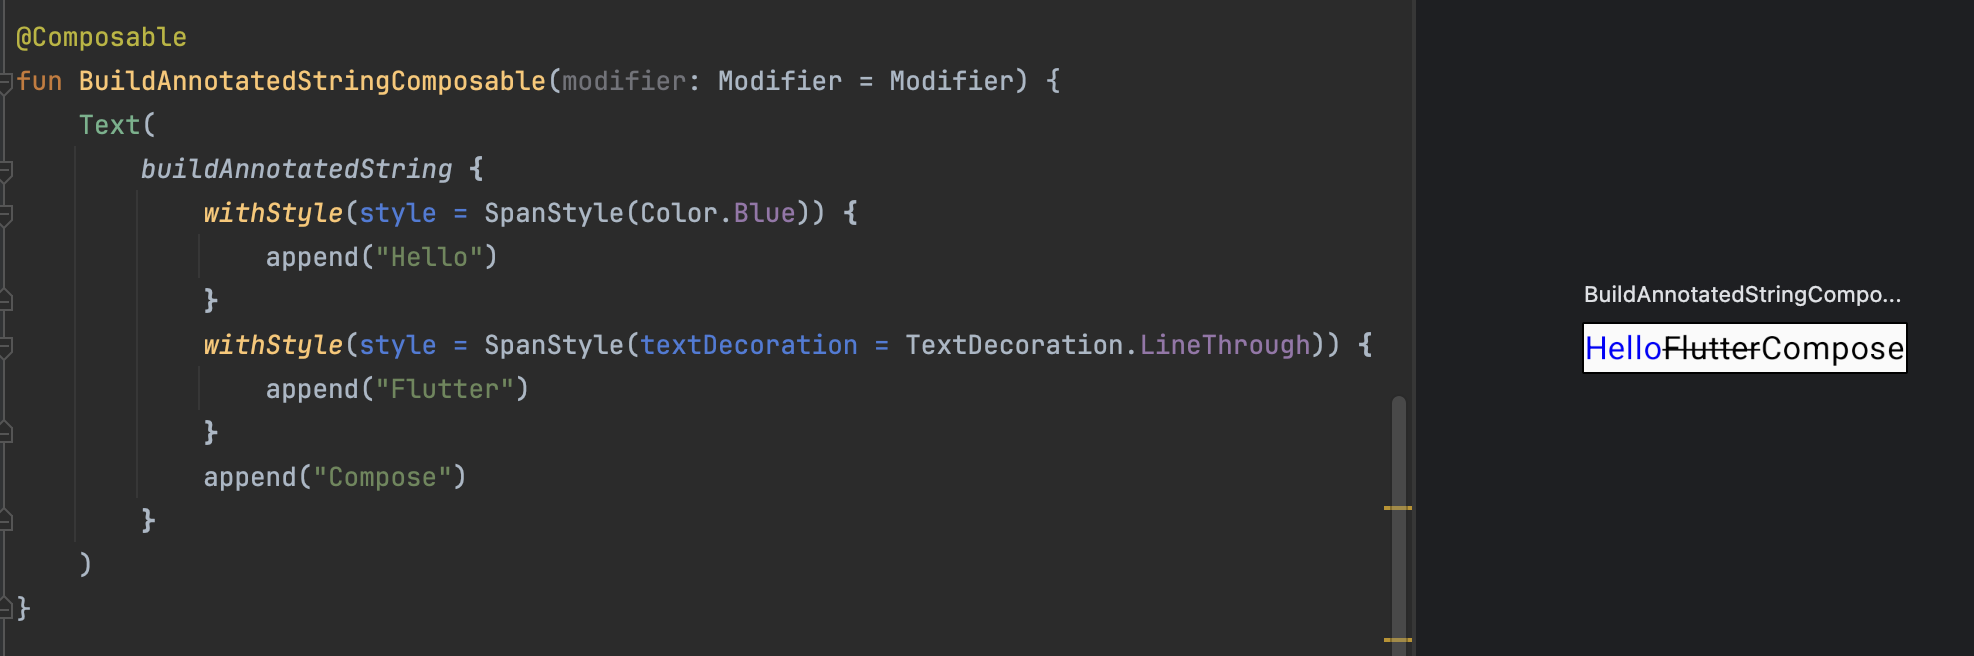 @Composable
fun BuildAnnotatedStringComposable(modifier: Modifier = Modifier) {
    Text(
        buildAnnotatedString {
            withStyle(style = SpanStyle(Color.Blue)) {
                append("Hello")
            }
            withStyle(style = SpanStyle(textDecoration = TextDecoration.LineThrough)) {
                append("Flutter")
            }
            append("Compose")
        }
    )
}
BuildAnnotatedStringCompo...
HelloFlutterCompose